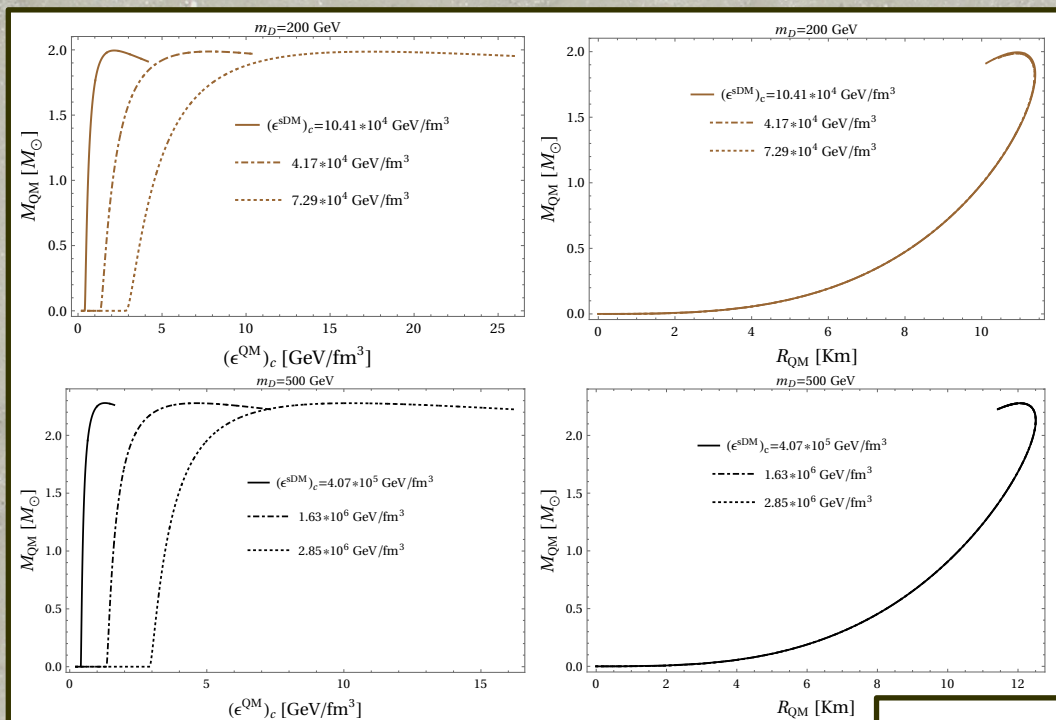 m_D=200 GeV
M_QM [M_⊙]
2.0
1.5
1.0
0.5
0.0
(ϵ^sDM)_c=10.41*10^4 GeV/fm^3
4.17*10^4 GeV/fm^3
7.29*10^4 GeV/fm^3
0 5 10 15 20 25
(ϵ^QM)_c [GeV/fm^3]
m_D=200 GeV
M_QM [M_⊙]
2.0
1.5
1.0
0.5
0.0
(ϵ^sDM)_c=10.41*10^4 GeV/fm^3
4.17*10^4 GeV/fm^3
7.29*10^4 GeV/fm^3
0 2 4 6 8 10
R_QM [Km]
m_D=500 GeV
M_QM [M_⊙]
2.0
1.5
1.0
0.5
0.0
(ϵ^sDM)_c=4.07*10^5 GeV/fm^3
1.63*10^6 GeV/fm^3
2.85*10^6 GeV/fm^3
0 5 10 15
(ϵ^QM)_c [GeV/fm^3]
m_D=500 GeV
M_QM [M_⊙]
2.0
1.5
1.0
0.5
0.0
(ϵ^sDM)_c=4.07*10^5 GeV/fm^3
1.63*10^6 GeV/fm^3
2.85*10^6 GeV/fm^3
0 2 4 6 8 10 12
R_QM [Km]